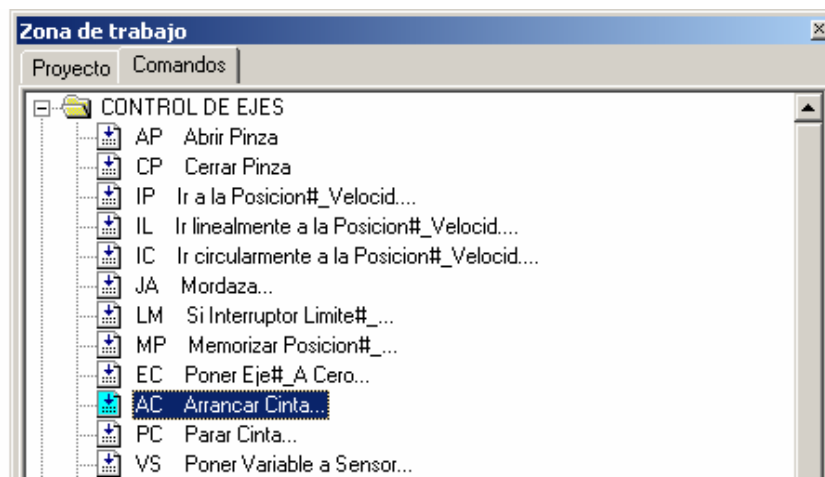 Zona de trabajo
Proyecto Comandos
CONTROL DE EJES
AP Abrir Pinza
CP Cerrar Pinza
IP Ir a la Posicion#_Velocid....
IL Ir linealmente a la Posicion#_Velocid....
IC Ir circularmente a la Posicion#_Velocid....
JA Mordaza...
LM Si Interruptor Limite#_...
MP Memorizar Posicion#_...
EC Poner Eje#_A Cero...
AC Arrancar Cinta...
PC Parar Cinta...
VS Poner Variable a Sensor...